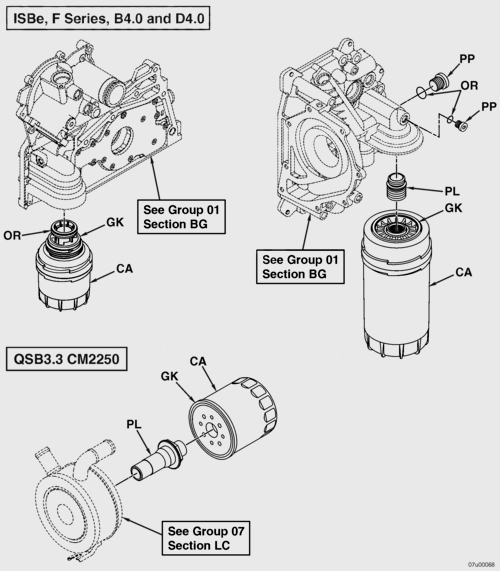 ISBe, F Series, B4.0 and D4.0
PP
OR
PP
PL
GK
See Group 01
Section BG
GK
OR
CA
See Group 01
Section BG
CA
QSB3.3 CM2250
CA
GK
PL
See Group 07
Section LC
07u00088